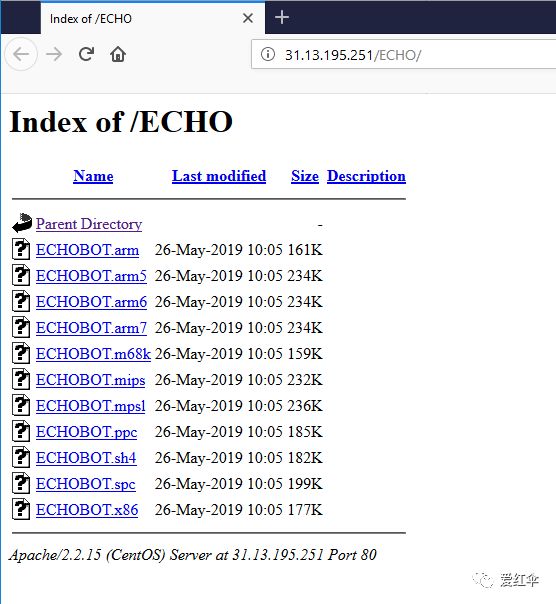 Index of /ECHO
31.13.195.251/ECHO/
Index of /ECHO
Name Last modified Size Description
Parent Directory -
ECHOBOT.arm 26-May-2019 10:05 161K
ECHOBOT.arm5 26-May-2019 10:05 234K
ECHOBOT.arm6 26-May-2019 10:05 234K
ECHOBOT.arm7 26-May-2019 10:05 234K
ECHOBOT.m68k 26-May-2019 10:05 159K
ECHOBOT.mips 26-May-2019 10:05 232K
ECHOBOT.mpsl 26-May-2019 10:05 236K
ECHOBOT.ppc 26-May-2019 10:05 185K
ECHOBOT.sh4 26-May-2019 10:05 182K
ECHOBOT.spc 26-May-2019 10:05 199K
ECHOBOT.x86 26-May-2019 10:05 177K
Apache/2.2.15 (CentOS) Server at 31.13.195.251 Port 80
爱红伞